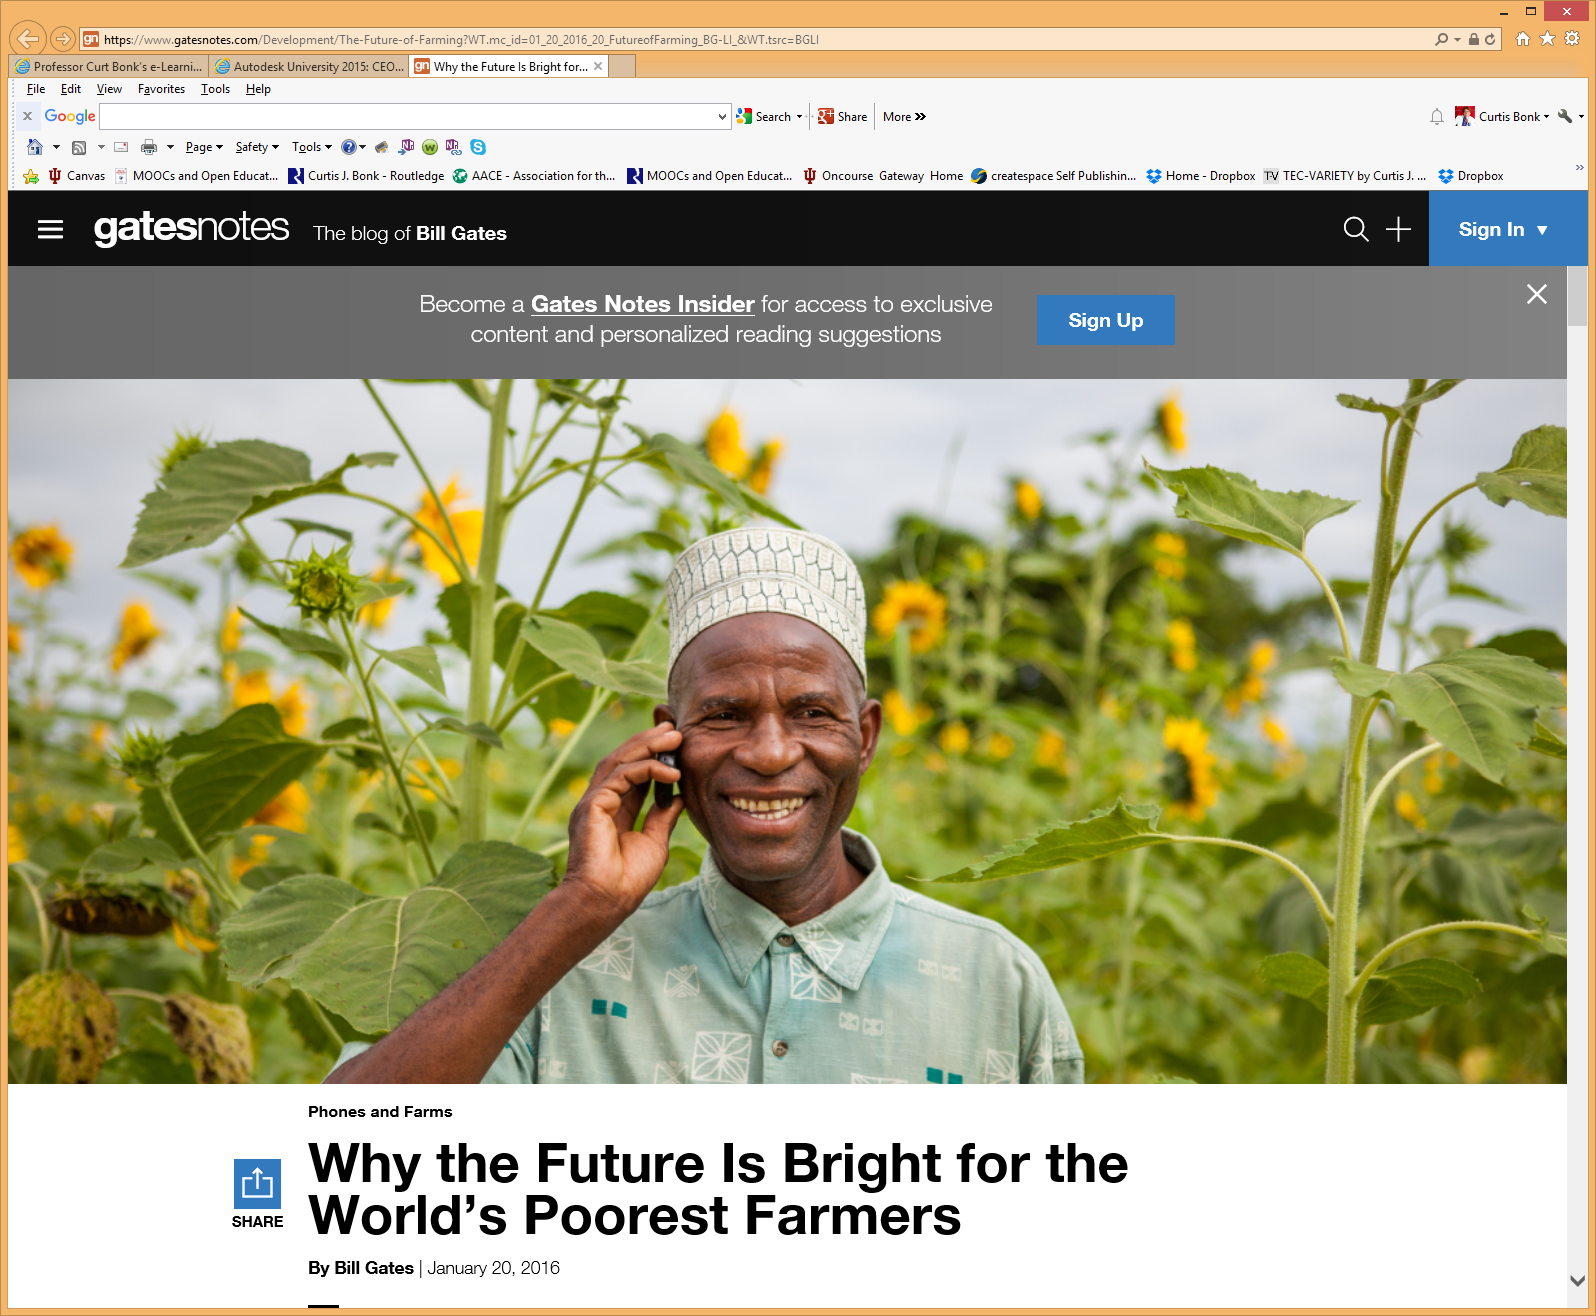 https://www.gatesnotes.com/Development/The-Future-of-Farming?WT.mc_id=01_20_2016_20_FutureofFarming_BG-LI_&WT.tsrc=BGLI
Professor Curt Bonk's e-Learni... Autodesk University 2015: CEO... gn Why the Future Is Bright for...
File Edit View Favorites Tools Help
x Google Search Share More Curtis Bonk
Page Safety Tools
Canvas MOOCs and Open Educat... Curtis J. Bonk - Routledge AACE - Association for th... MOOCs and Open Educat... Oncourse Gateway Home createspace Self Publishin... Home - Dropbox TEC-VARIETY by Curtis J. ... Dropbox
gatesnotes The blog of Bill Gates Sign In
Become a Gates Notes Insider for access to exclusive
content and personalized reading suggestions
Sign Up
Phones and Farms
Why the Future Is Bright for the
World's Poorest Farmers
SHARE
By Bill Gates | January 20, 2016